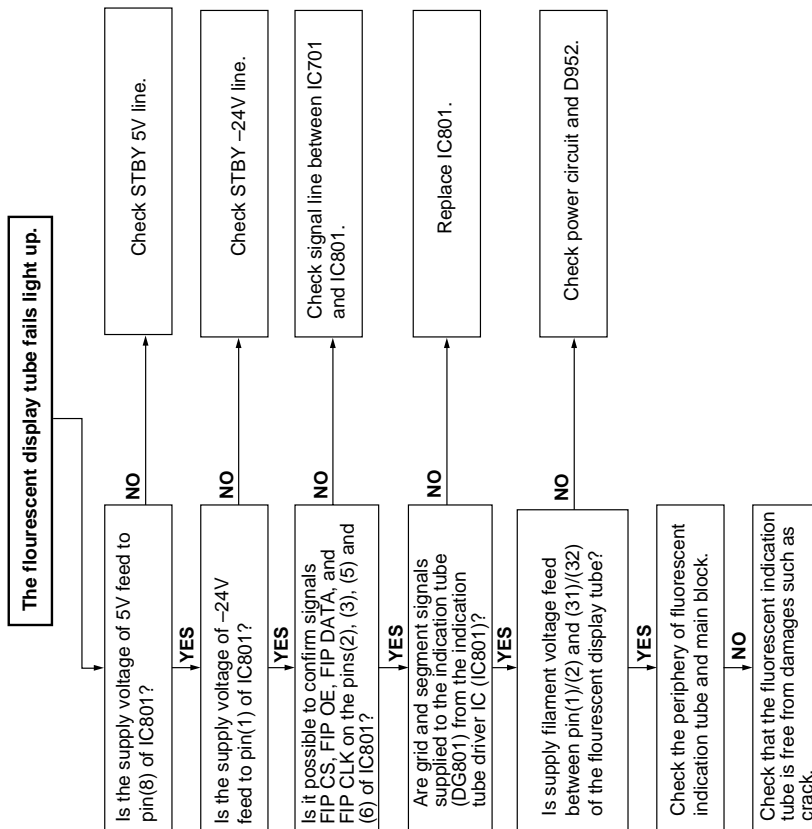 The flourescent display tube fails light up.
Is the supply voltage of 5V feed to
pin(8) of IC801?
NO
Check STBY 5V line.
YES
Is the supply voltage of –24V
feed to pin(1) of IC801?
NO
Check STBY –24V line.
YES
Is it possible to confirm signals
FIP CS, FIP OE, FIP DATA, and
FIP CLK on the pins(2), (3), (5) and
(6) of IC801?
NO
Check signal line between IC701
and IC801.
YES
Are grid and segment signals
supplied to the indication tube
(DG801) from the indication
tube driver IC (IC801)?
NO
Replace IC801.
YES
Is supply filament voltage feed
between pin(1)/(2) and (31)/(32
of the flourescent display tube?
NO
Check power circuit and D952.
YES
Check the periphery of fluorescent
indication tube and main block.
NO
Check that the fluorescent indication
tube is free from damages such as
crack.